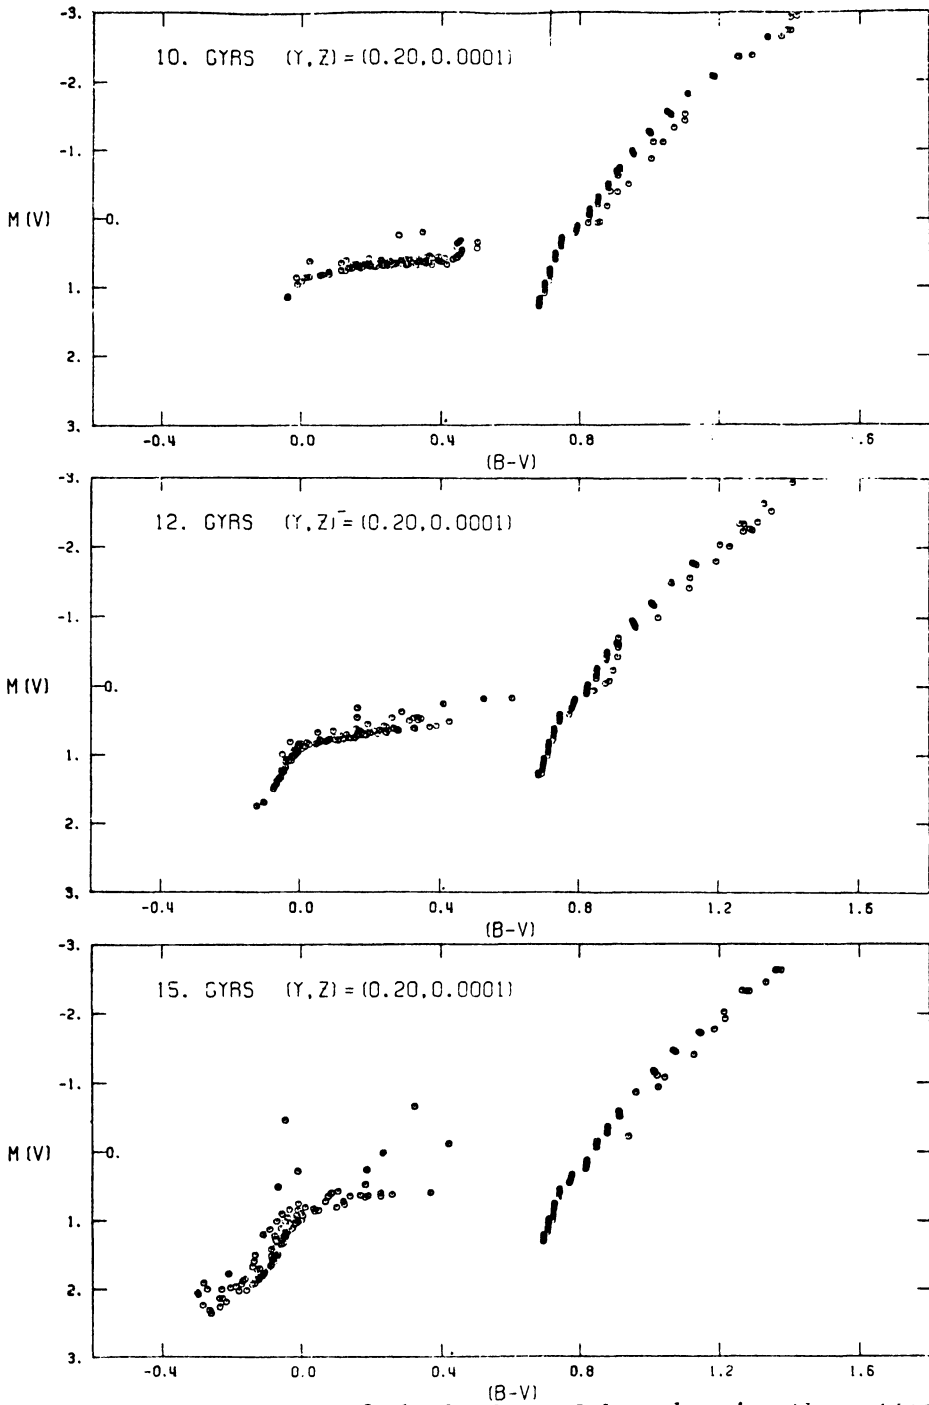 -3.
10. GYRS (Y,Z) = (0.20,0.0001)
-2.
-1.
M(V)
0.
1.
2.
3.
-0.4 0.0 0.4 0.8 1.2 .6
(B-V)
-3.
12. GYRS (Y,Z) = (0.20,0.0001)
-2.
-1.
M(V)
0.
1.
2.
3.
-0.4 0.0 0.4 0.8 1.2 1.6
(B-V)
-3.
15. GYRS (Y,Z) = (0.20,0.0001)
-2.
-1.
M(V)
0.
1.
2.
3.
-0.4 0.0 0.4 0.8 1.2 1.6
(B-V)